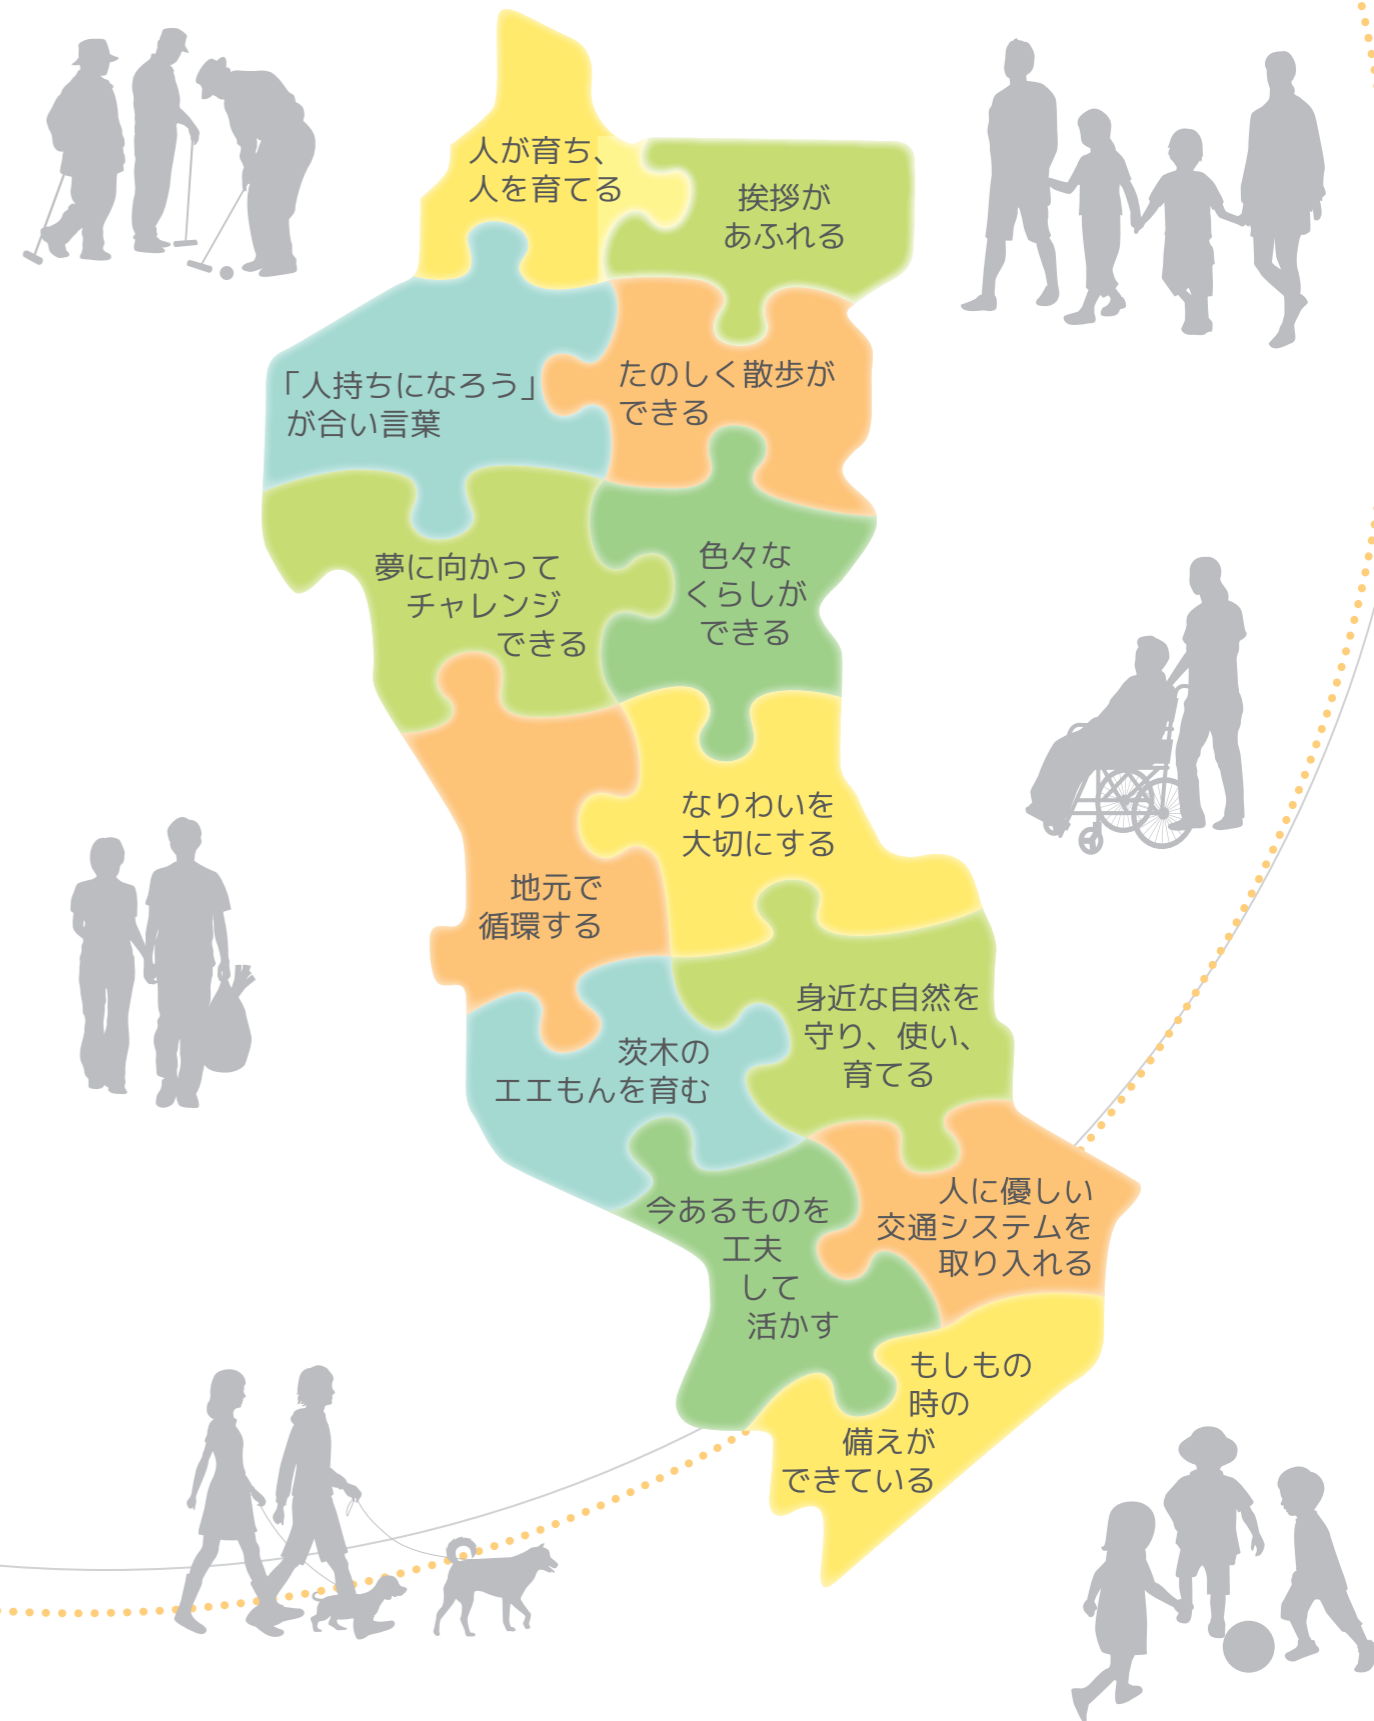 人が育ち、
人を育てる
挨拶が
あふれる
「人持ちになろう」
が合い言葉
たのしく散歩が
できる
夢に向かって
チャレンジ
できる
色々な
くらしが
できる
なりわいを
大切にする
地元で
循環する
身近な自然を
守り、使い、
育てる
茨木の
エエもんを育む
人に優しい
交通システムを
取り入れる
今あるものを
工夫
して
活かす
もしもの
時の
備えが
できている